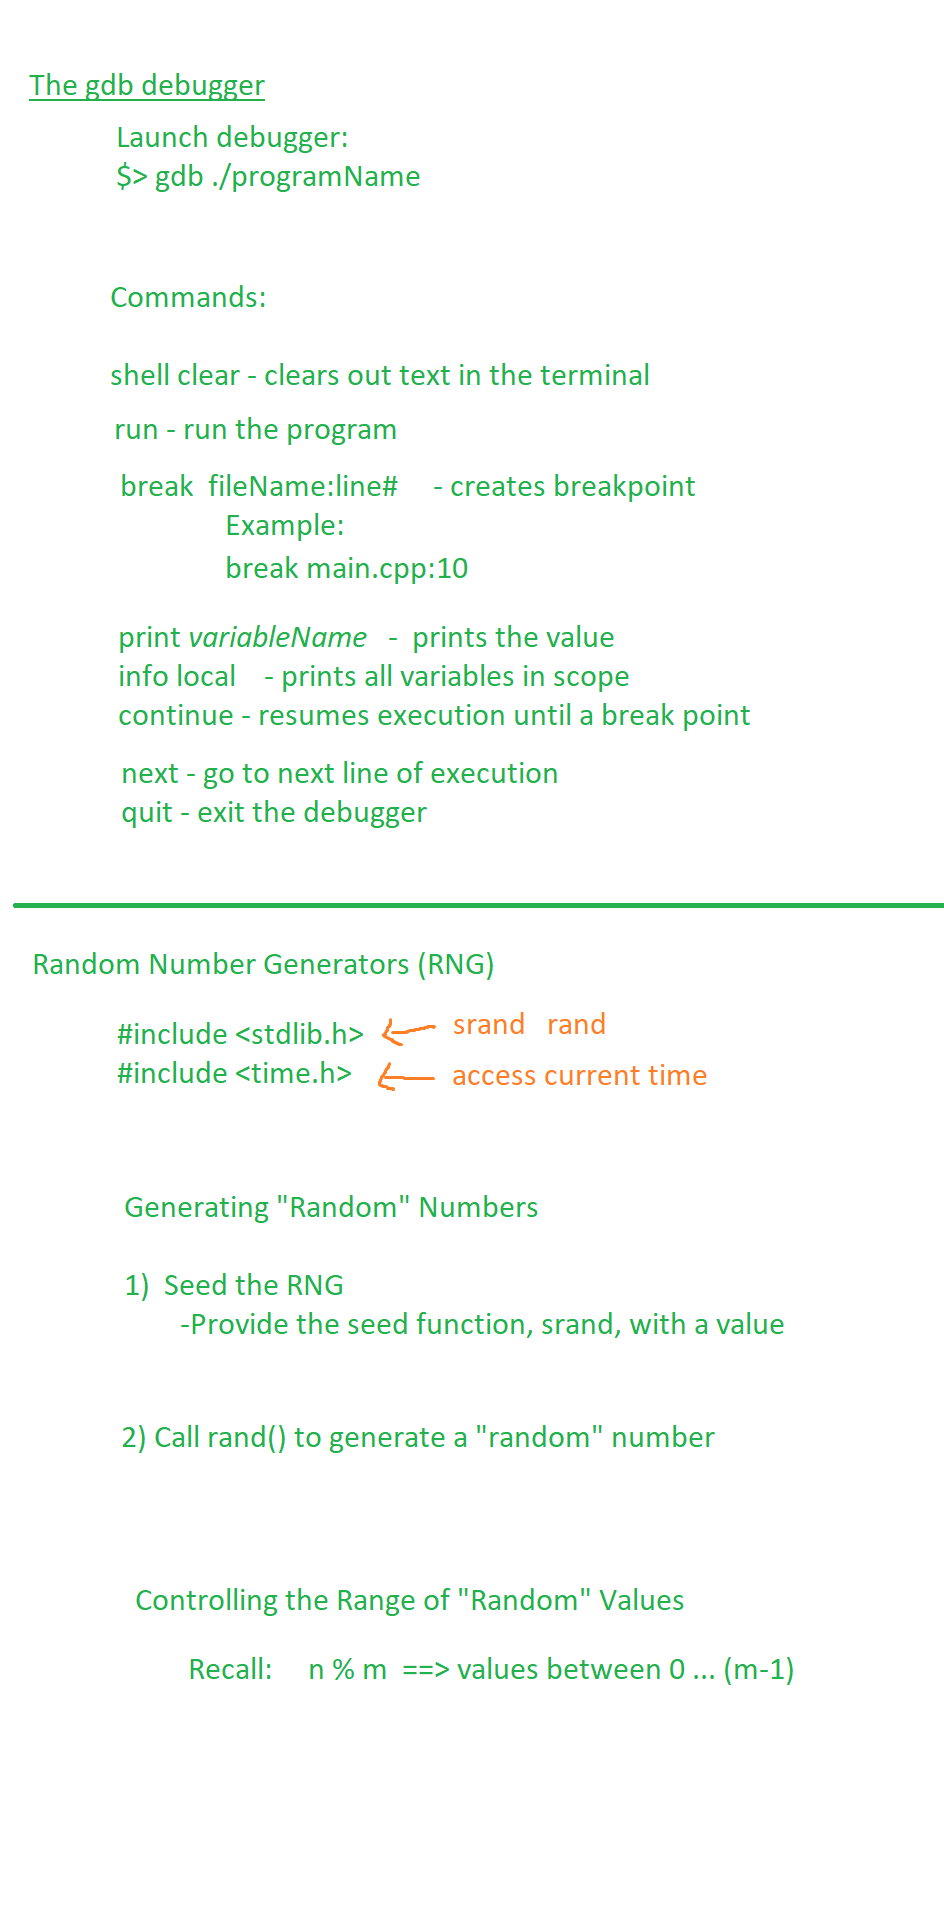 The gdb debugger
Launch debugger:
$> gdb ./programName
Commands:
shell clear - clears out text in the terminal
run - run the program
break  fileName:line#     - creates breakpoint
Example:
break main.cpp:10
print variableName   -  prints the value
info local    - prints all variables in scope
continue - resumes execution until a break point
next - go to next line of execution
quit - exit the debugger
Random Number Generators (RNG)
#include <stdlib.h> srand   rand
#include <time.h> access current time
Generating "Random" Numbers
1)  Seed the RNG
-Provide the seed function, srand, with a value
2) Call rand() to generate a "random" number
Controlling the Range of "Random" Values
Recall:     n % m  ==> values between 0 ... (m-1)